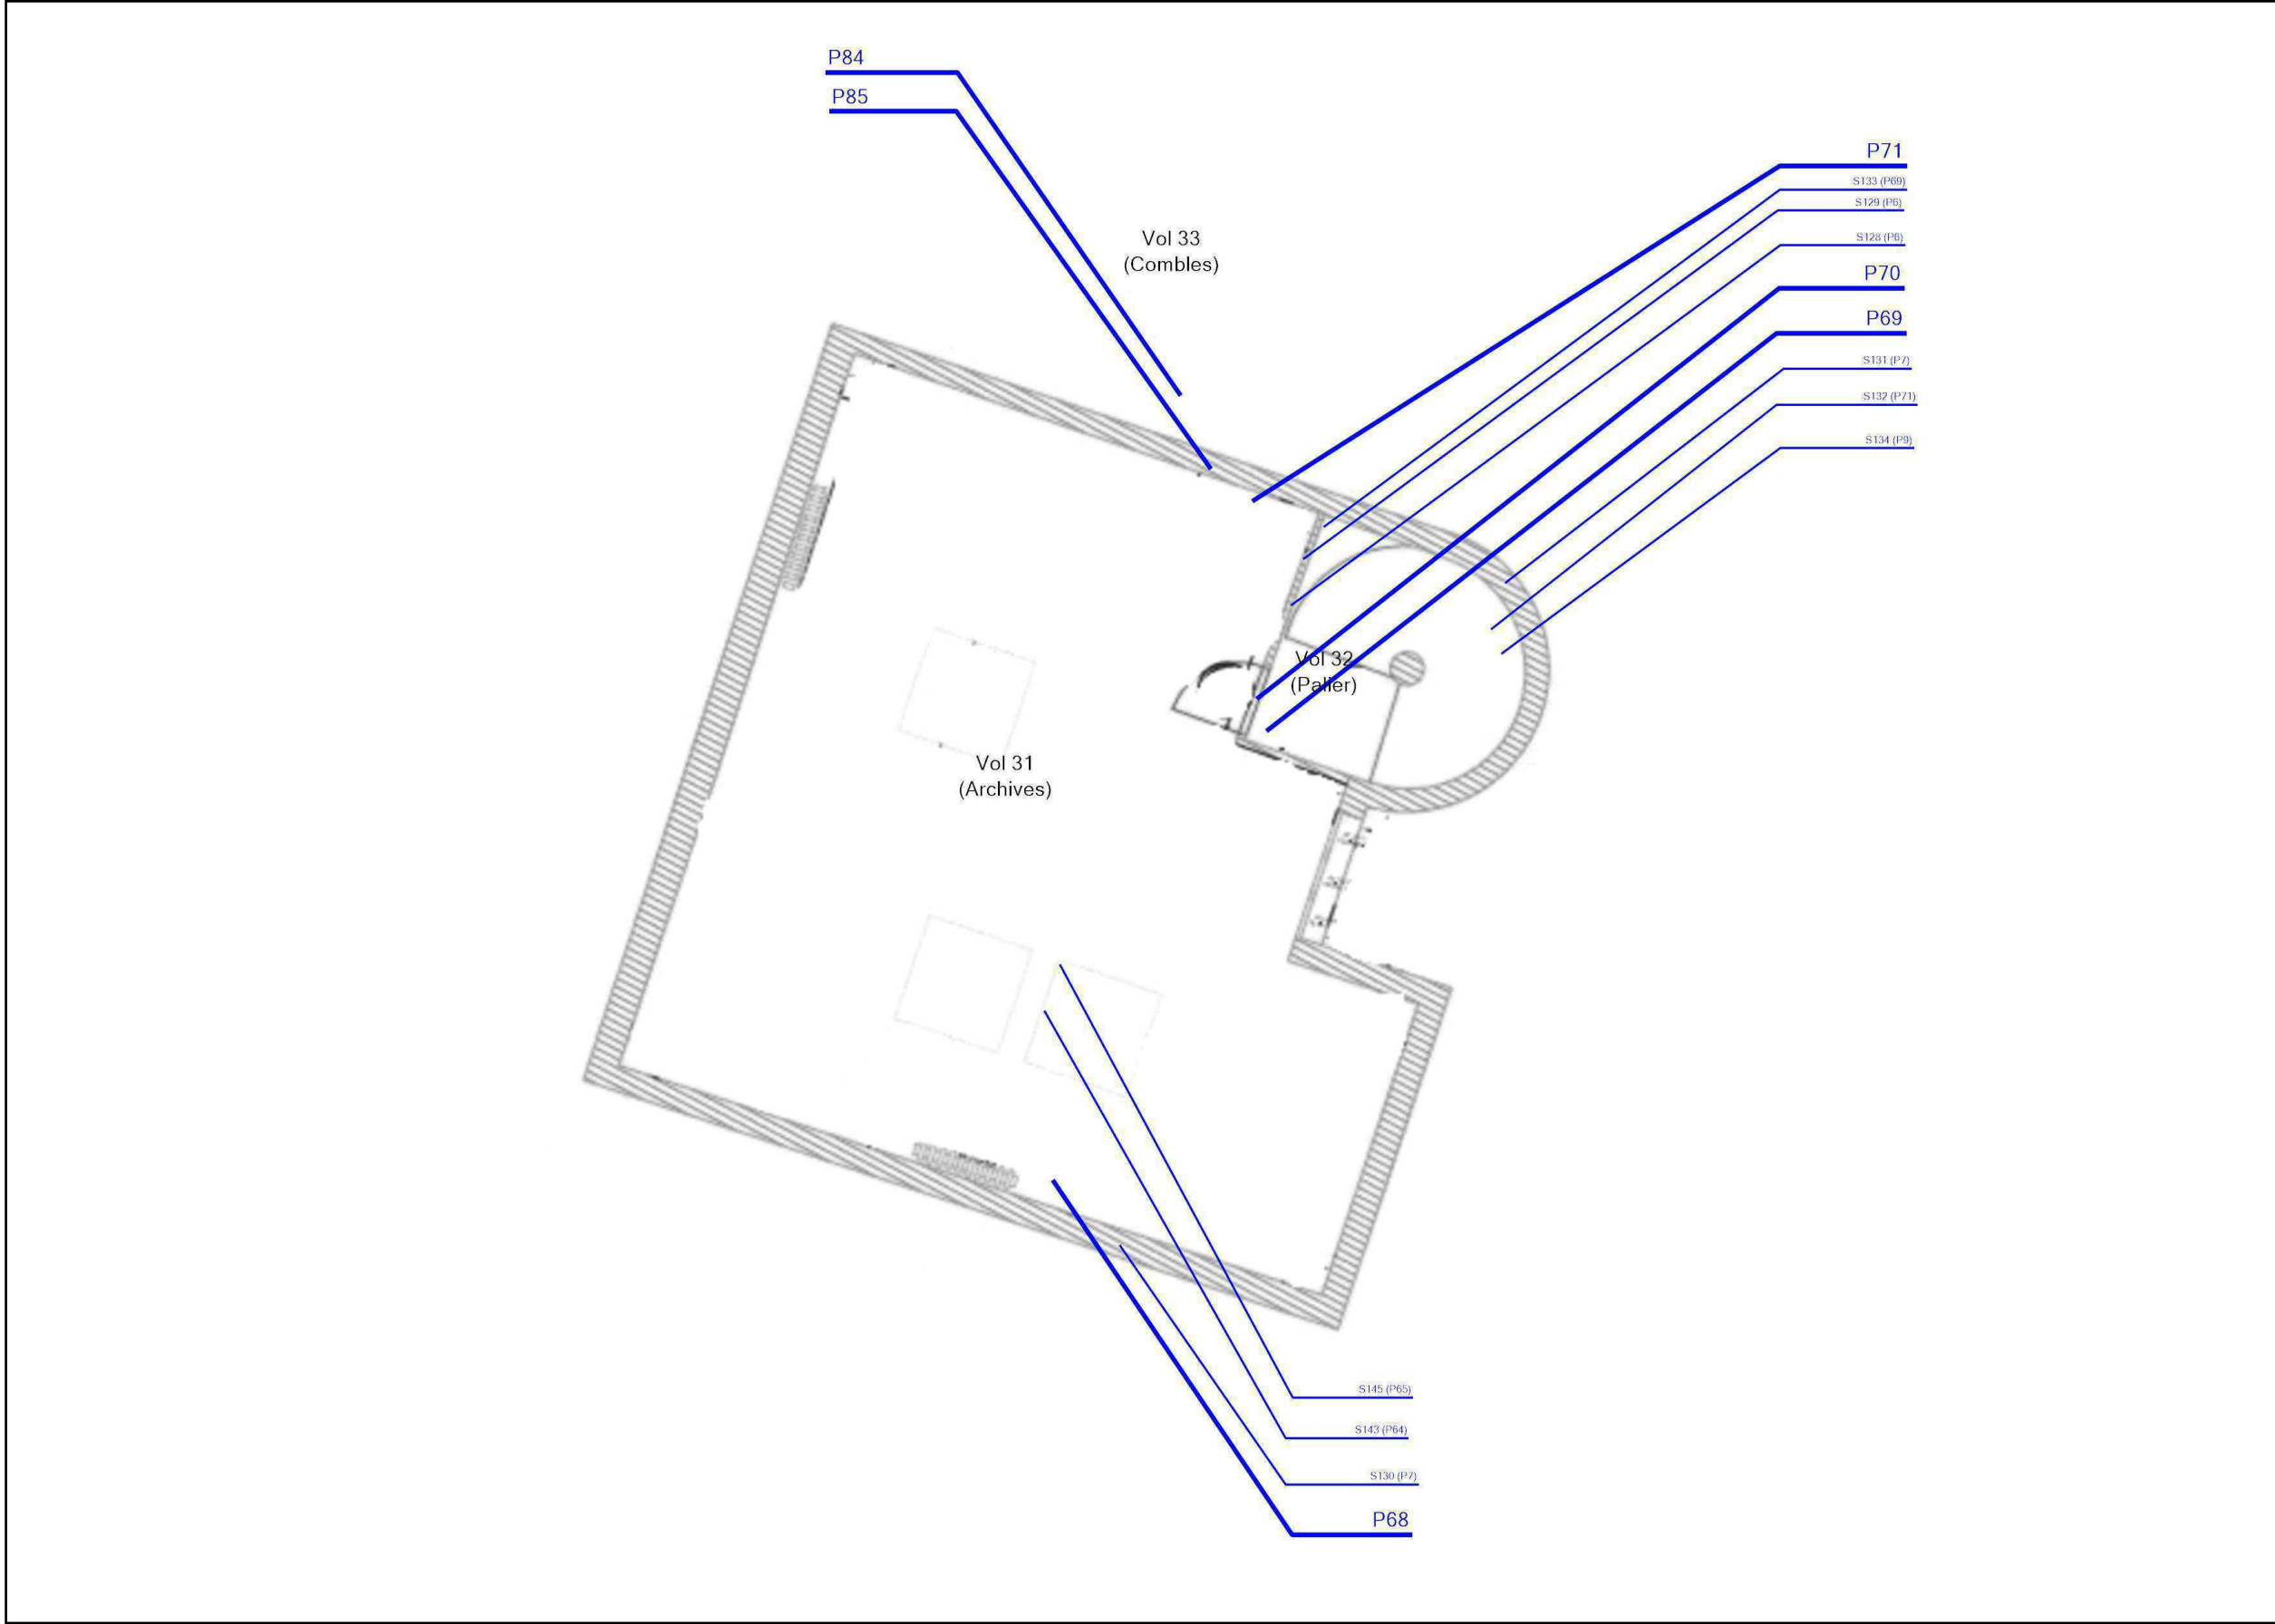 P84
P85
P71
S133 (P69)
S129 (P6)
Vol 33
(Combles)
S128 (P6)
P70
P69
S131 (P7)
S132 (P71)
S134 (P9)
Vol 32
(Palier)
Vol 31
(Archives)
S145 (P65)
S143 (P64)
S130 (P7)
P68